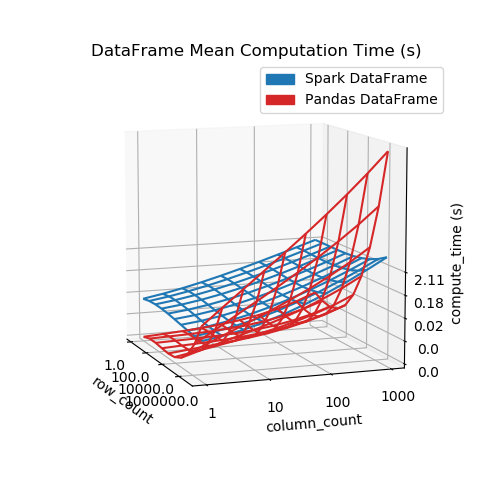 DataFrame Mean Computation Time (s)
Spark DataFrame
Pandas DataFrame
compute_time (s)
2.11
0.18
0.02
0.0
0.0
1.0
100.0
10000.0
1000000.0
row_count
1
10
100
1000
column_count